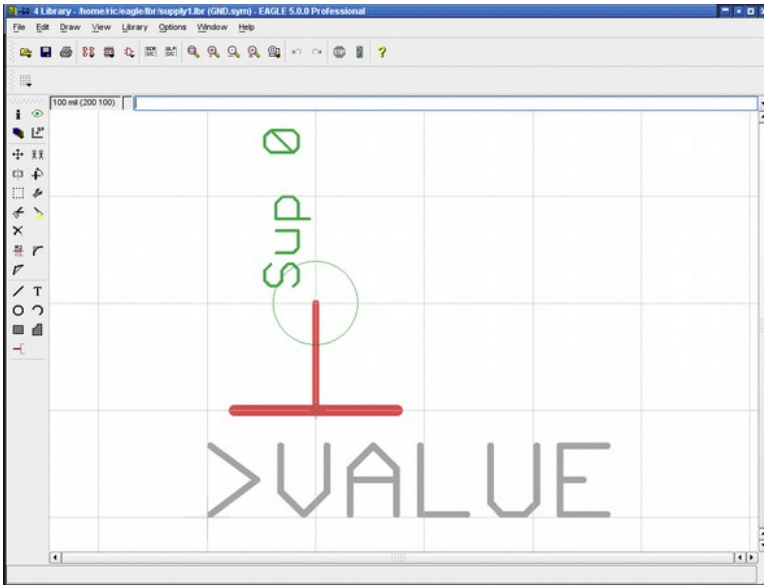 4 Library - /home/ric/eagle/lbr/supply1.lbr (GND.sym) - EAGLE 5.0.0 Professional
File Edit Draw View Library Options Window Help
100 mil (200 100)
Sup 0
>VALUE